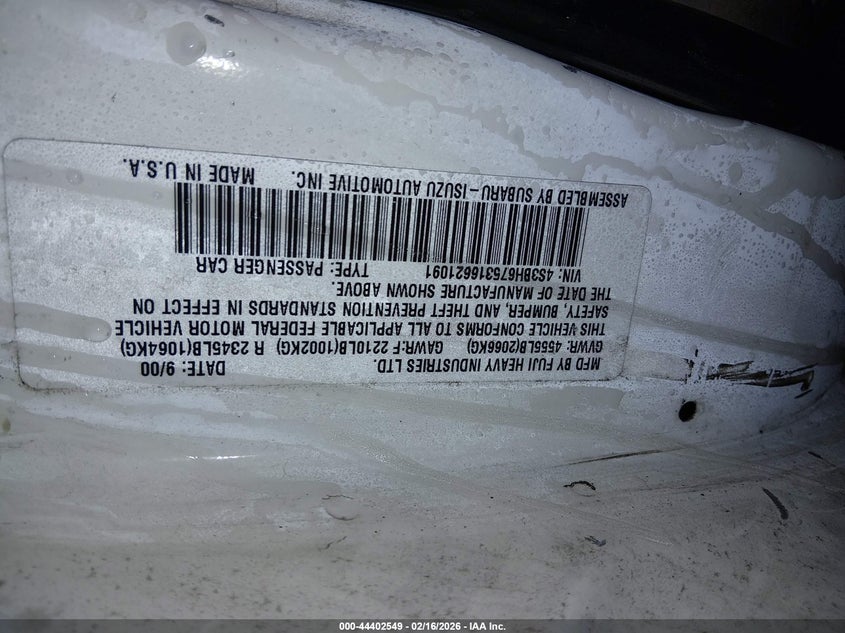 MFD BY FUJI HEAVY INDUSTRIES LTD. DATE: 9/00
GVWR: 4555LB(2066KG) GAWR:F 2210LB(1002KG) R 2345LB(1064KG)
THIS VEHICLE CONFORMS TO ALL APPLICABLE FEDERAL MOTOR VEHICLE
SAFETY, BUMPER, AND THEFT PREVENTION STANDARDS IN EFFECT ON
THE DATE OF MANUFACTURE SHOWN ABOVE.
VIN: 4S3BH675316621091 TYPE: PASSENGER CAR
ASSEMBLED BY SUBARU-ISUZU AUTOMOTIVE INC. MADE IN U.S.A.
000-44402549 - 02/16/2026 - IAA Inc.